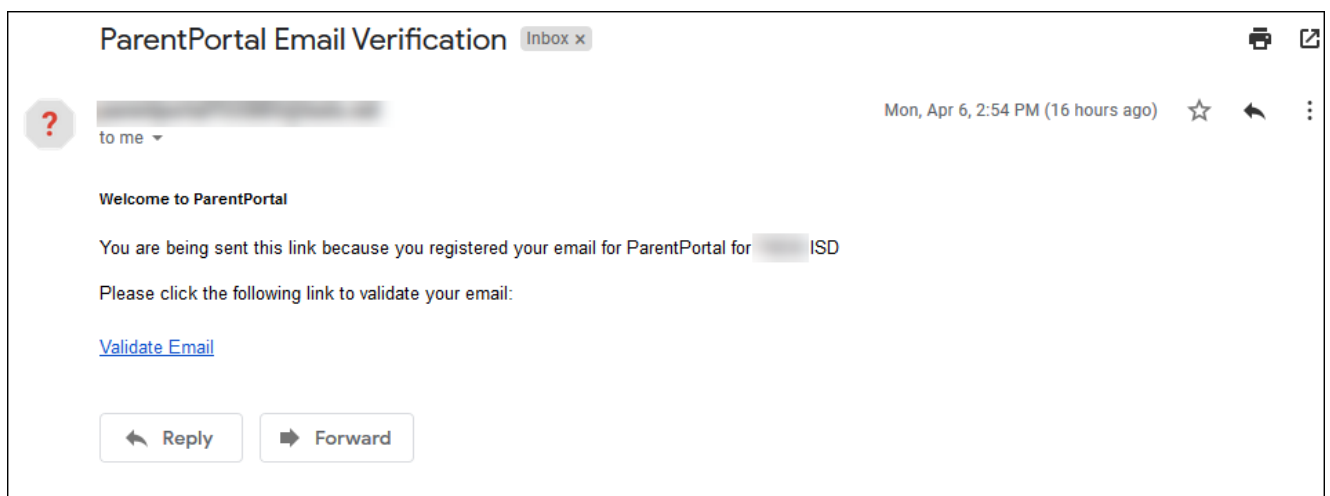 ParentPortal Email Verification Inbox x
?
Mon, Apr 6, 2:54 PM (16 hours ago)
to me
Welcome to ParentPortal
You are being sent this link because you registered your email for ParentPortal for ISD
Please click the following link to validate your email:
Validate Email
Reply Forward